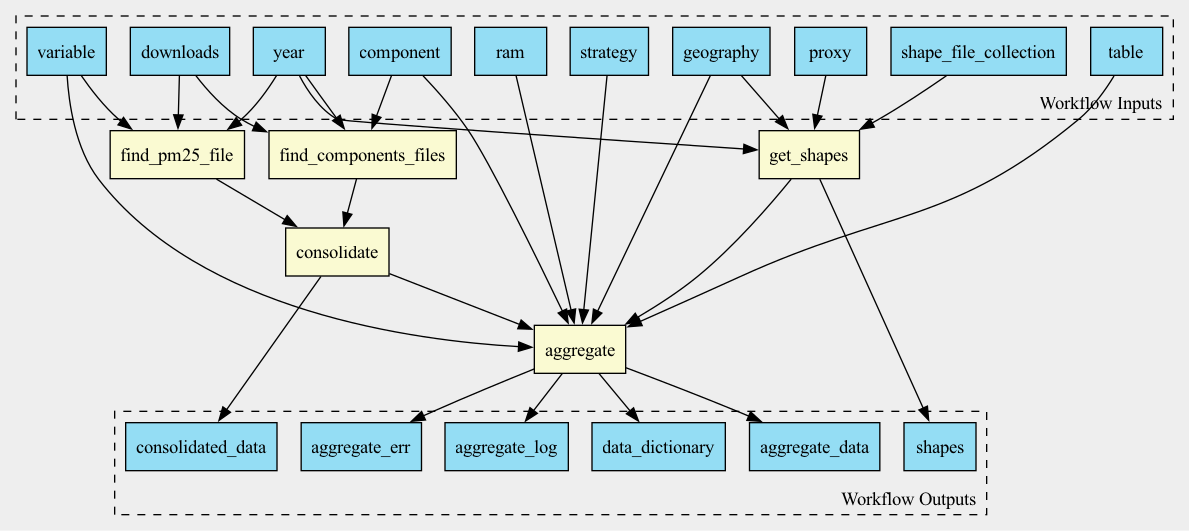 variable
downloads
year
component
ram
strategy
geography
proxy
shape_file_collection
table
Workflow Inputs
find_pm25_file
find_components_files
get_shapes
consolidate
aggregate
consolidated_data
aggregate_err
aggregate_log
data_dictionary
aggregate_data
shapes
Workflow Outputs